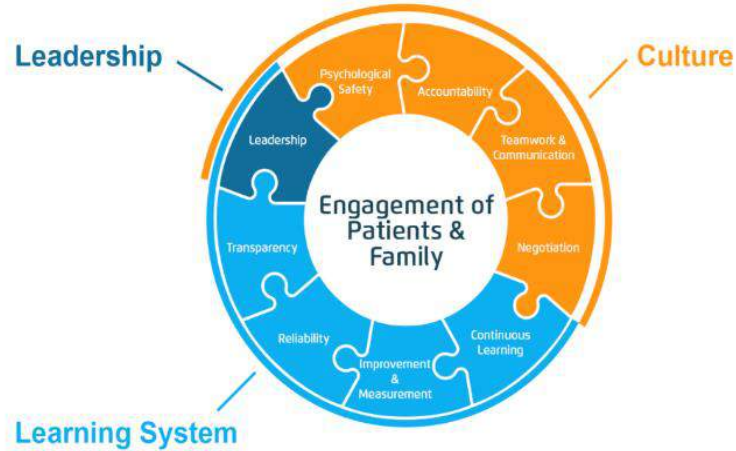 Leadership
Culture
Psychological
Safety
Accountability
Leadership
Teamwork &
Communication
Engagement of
Patients &
Family
Transparency
Negotiation
Reliability
Continuous
Learning
Improvement
&
Measurement
Learning System